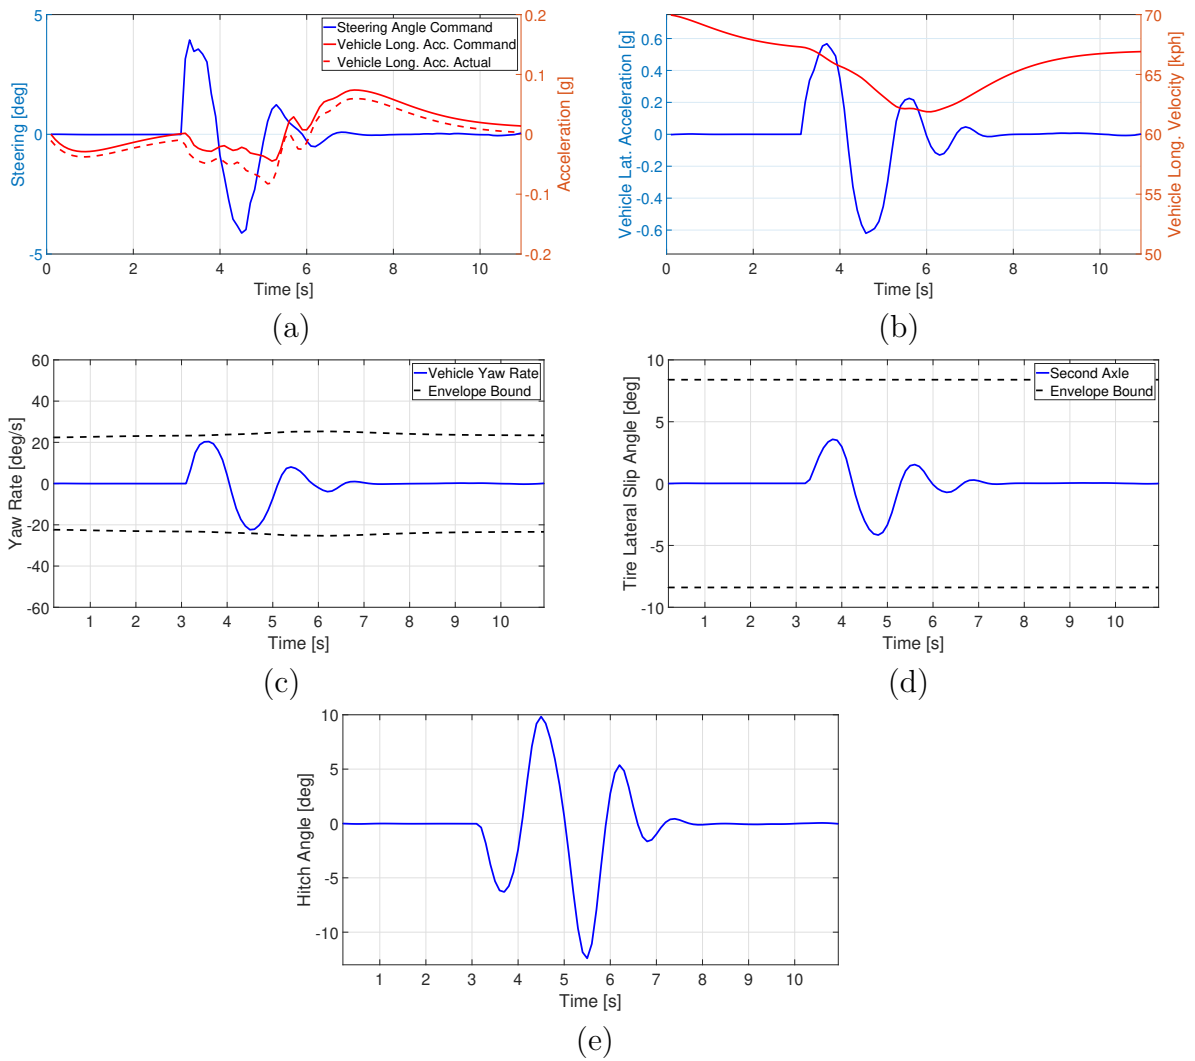 5
0
-5
Steering [deg]
0.2
0.1
0
-0.1
-0.2
Acceleration [g]
Steering Angle Command
Vehicle Long. Acc. Command
Vehicle Long. Acc. Actual
0 2 4 6 8 10
Time [s]
(a)
0.6
0.4
0.2
0
-0.2
-0.4
-0.6
Vehicle Lat. Acceleration [g]
70
65
60
55
50
Vehicle Long. Velocity [kph]
0 2 4 6 8 10
Time [s]
(b)
60
40
20
0
-20
-40
-60
Yaw Rate [deg/s]
Vehicle Yaw Rate
Envelope Bound
1 2 3 4 5 6 7 8 9 10
Time [s]
(c)
10
5
0
-5
-10
Tire Lateral Slip Angle [deg]
Second Axle
Envelope Bound
1 2 3 4 5 6 7 8 9 10
Time [s]
(d)
10
5
0
-5
-10
Hitch Angle [deg]
1 2 3 4 5 6 7 8 9 10
Time [s]
(e)